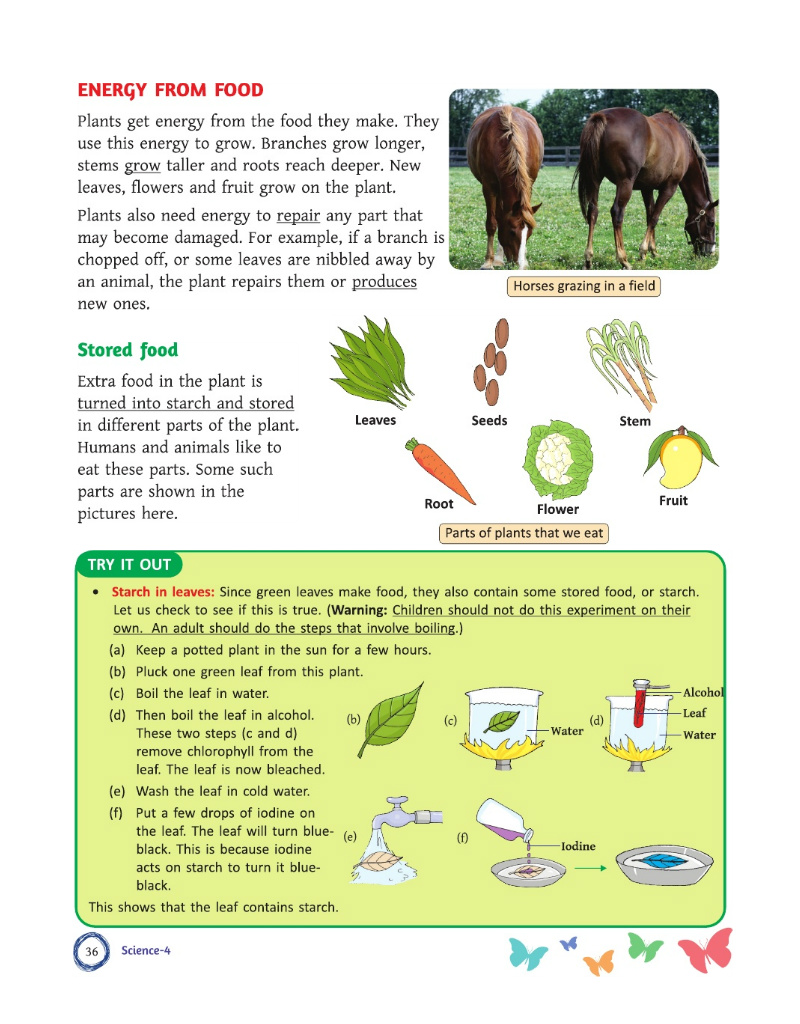 ENERGY FROM FOOD
Plants get energy from the food they make. They
use this energy to grow. Branches grow longer,
stems grow taller and roots reach deeper. New
leaves, flowers and fruit grow on the plant.
Plants also need energy to repair any part that
may become damaged. For example, if a branch is
chopped off, or some leaves are nibbled away by
an animal, the plant repairs them or produces
new ones.
Horses grazing in a field
Stored food
Extra food in the plant is
turned into starch and stored
in different parts of the plant.
Humans and animals like to
eat these parts. Some such
parts are shown in the
pictures here.
Leaves
Seeds
Stem
Root
Flower
Fruit
Parts of plants that we eat
TRY IT OUT
• Starch in leaves: Since green leaves make food, they also contain some stored food, or starch.
Let us check to see if this is true. (Warning: Children should not do this experiment on their
own. An adult should do the steps that involve boiling.)
(a) Keep a potted plant in the sun for a few hours.
(b) Pluck one green leaf from this plant.
(c) Boil the leaf in water.
(d) Then boil the leaf in alcohol.
These two steps (c and d)
remove chlorophyll from the
leaf. The leaf is now bleached.
(e) Wash the leaf in cold water.
(f) Put a few drops of iodine on
the leaf. The leaf will turn blue-
black. This is because iodine
acts on starch to turn it blue-
black.
This shows that the leaf contains starch.
(b)
(c)
Water
(d)
Alcohol
Leaf
Water
(e)
(f)
Iodine
36
Science-4